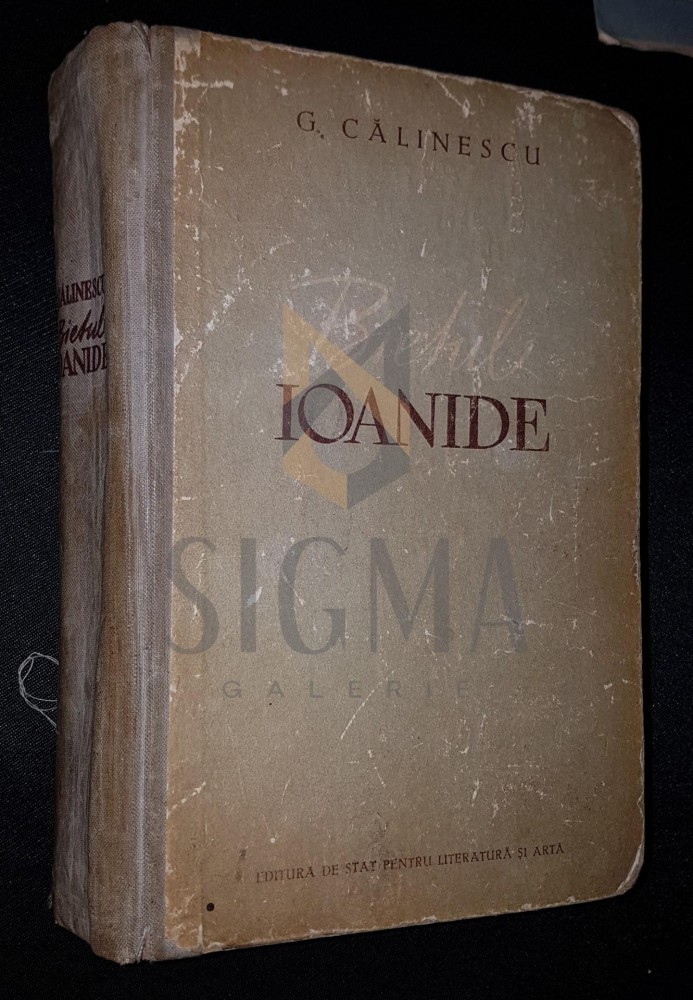 G. CĂLINESCU
Bietul
IOANIDE
EDITURA DE STAT PENTRU LITERATURĂ ȘI ARTĂ
CĂLINESCU
Bietul
IOANIDE
SIGMA
GALERIE